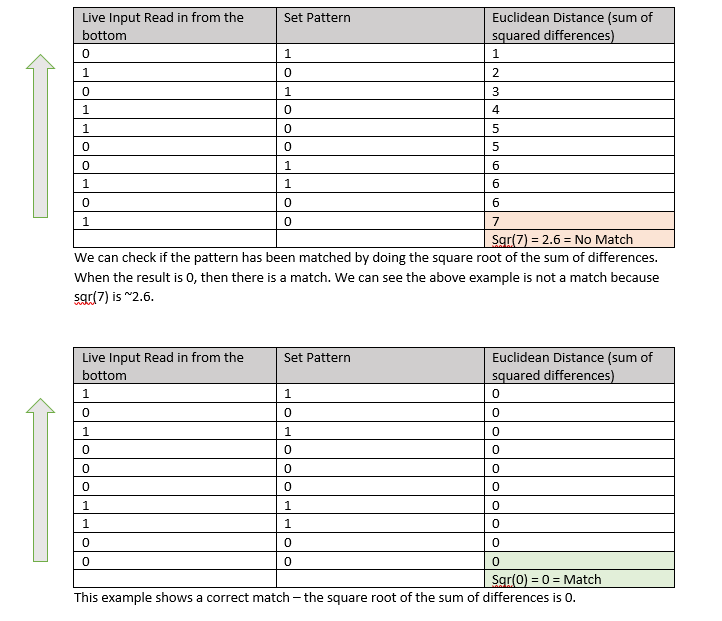 Live Input Read in from the bottom Set Pattern Euclidean Distance (sum of squared differences)
0 1 1
1 0 2
0 1 3
1 0 4
1 0 5
0 0 5
0 1 6
1 1 6
0 0 6
1 0 7
Sqr(7) = 2.6 = No Match
We can check if the pattern has been matched by doing the square root of the sum of differences.
When the result is 0, then there is a match. We can see the above example is not a match because
sqr(7) is ~2.6.
Live Input Read in from the bottom Set Pattern Euclidean Distance (sum of squared differences)
1 1 0
0 0 0
1 1 0
0 0 0
0 0 0
0 0 0
1 1 0
1 1 0
0 0 0
0 0 0
Sqr(0) = 0 = Match
This example shows a correct match – the square root of the sum of differences is 0.